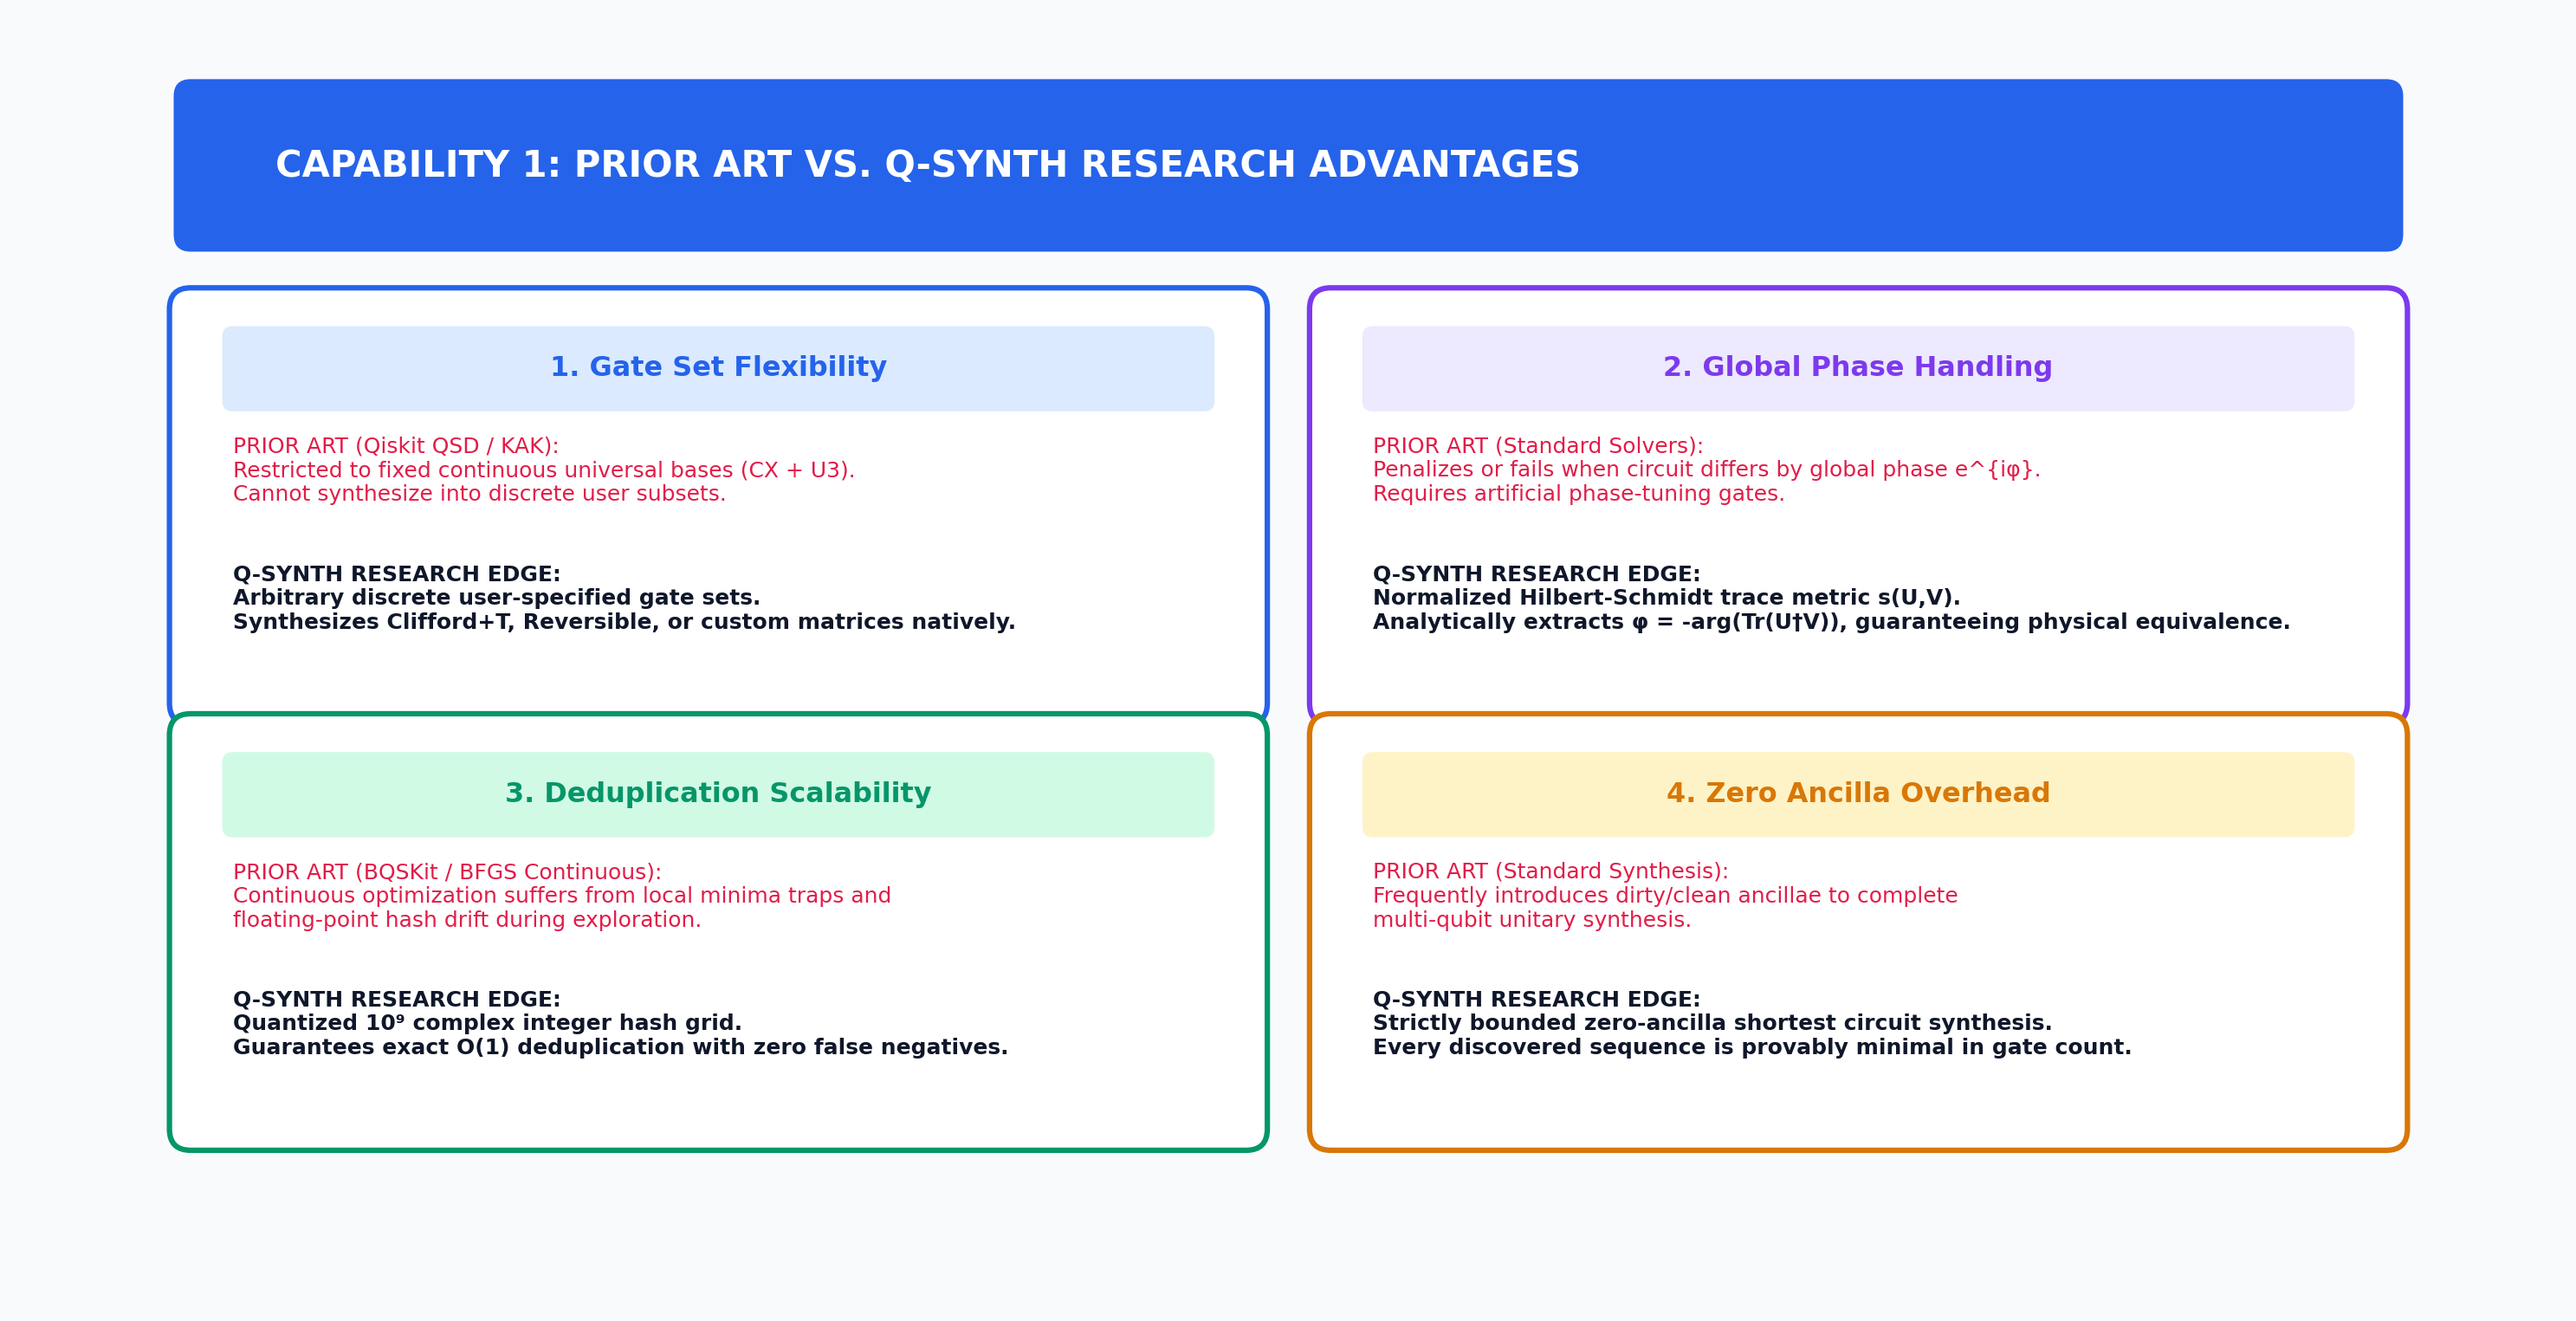 CAPABILITY 1: PRIOR ART VS. Q-SYNTH RESEARCH ADVANTAGES
1. Gate Set Flexibility
PRIOR ART (Qiskit QSD / KAK):
Restricted to fixed continuous universal bases (CX + U3).
Cannot synthesize into discrete user subsets.
Q-SYNTH RESEARCH EDGE:
Arbitrary discrete user-specified gate sets.
Synthesizes Clifford+T, Reversible, or custom matrices natively.
2. Global Phase Handling
PRIOR ART (Standard Solvers):
Penalizes or fails when circuit differs by global phase e^{iφ}.
Requires artificial phase-tuning gates.
Q-SYNTH RESEARCH EDGE:
Normalized Hilbert-Schmidt trace metric s(U,V).
Analytically extracts φ = -arg(Tr(U†V)), guaranteeing physical equivalence.
3. Deduplication Scalability
PRIOR ART (BQSKit / BFGS Continuous):
Continuous optimization suffers from local minima traps and
floating-point hash drift during exploration.
Q-SYNTH RESEARCH EDGE:
Quantized 10⁹ complex integer hash grid.
Guarantees exact O(1) deduplication with zero false negatives.
4. Zero Ancilla Overhead
PRIOR ART (Standard Synthesis):
Frequently introduces dirty/clean ancillae to complete
multi-qubit unitary synthesis.
Q-SYNTH RESEARCH EDGE:
Strictly bounded zero-ancilla shortest circuit synthesis.
Every discovered sequence is provably minimal in gate count.